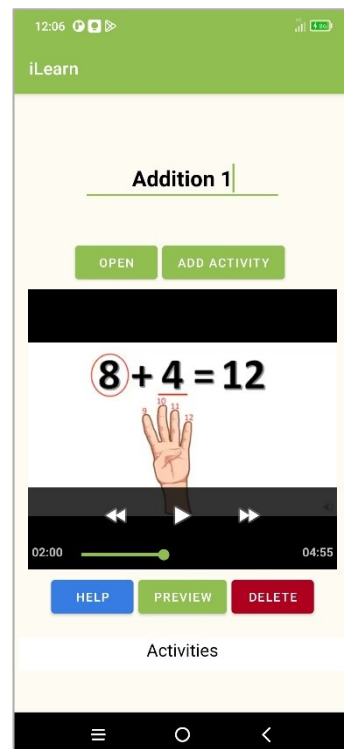 12:06
iLearn
Addition 1
OPEN ADD ACTIVITY
8 + 4 = 12
9 10 11 12
02:00 04:55
HELP PREVIEW DELETE
Activities